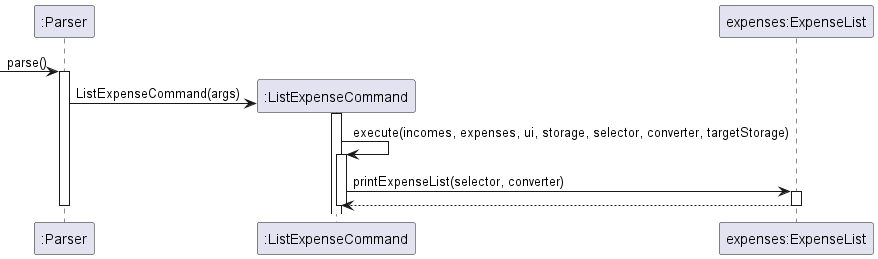 :Parser
expenses:ExpenseList
parse()
ListExpenseCommand(args)
:ListExpenseCommand
execute(incomes, expenses, ui, storage, selector, converter, targetStorage)
printExpenseList(selector, converter)
:Parser
:ListExpenseCommand
expenses:ExpenseList